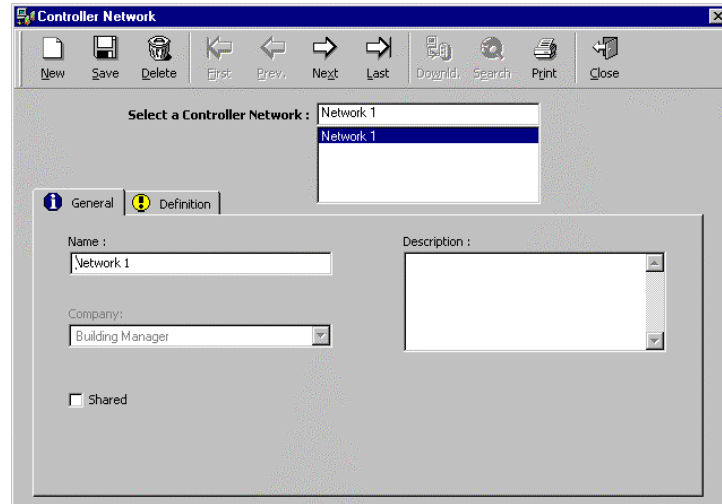 Controller Network
New Save Delete First Prev. Next Last Downld. Search Print Close
Select a Controller Network : Network 1
Network 1
General Definition
Name : Description :
Network 1
Company:
Building Manager
Shared